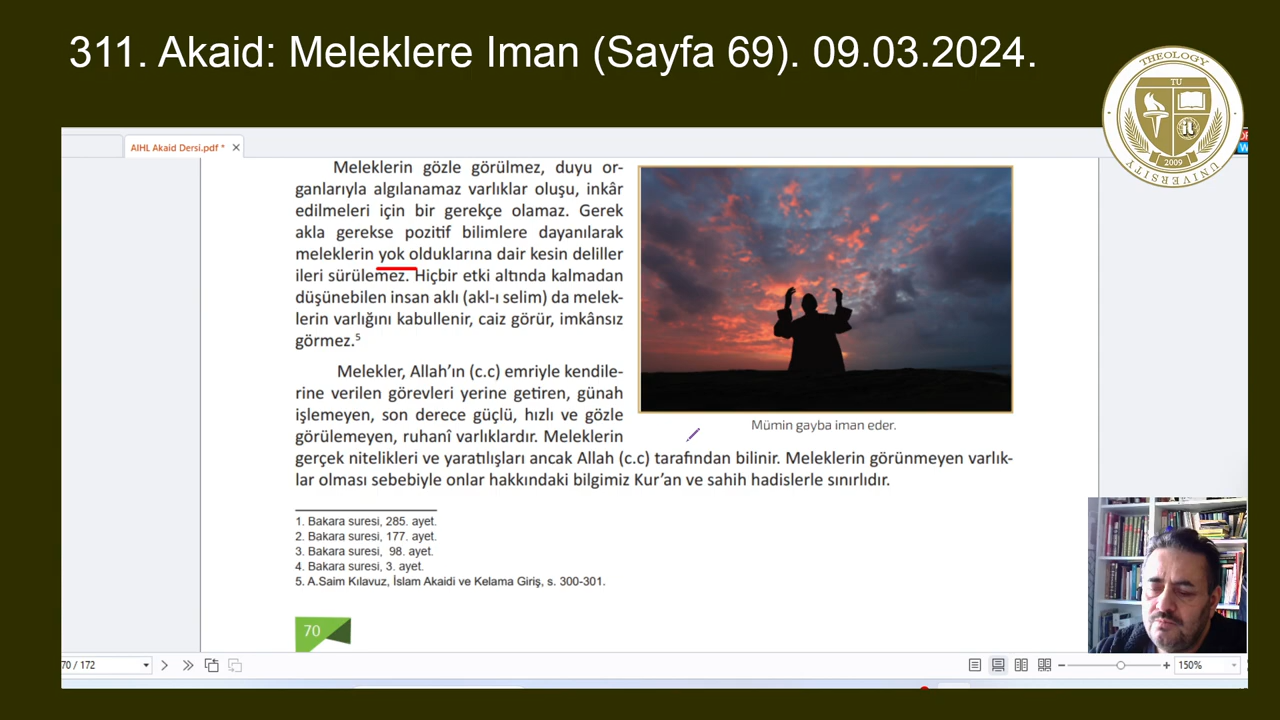 311. Akaid: Meleklere Iman (Sayfa 69). 09.03.2024.
THEOLOGY
TU
2009
UNIVERSITY
AIHL Akaid Dersi.pdf *
Meleklerin gözle görülmez, duyu or-
ganlarıyla algılanamaz varlıklar oluşu, inkâr
edilmeleri için bir gerekçe olamaz. Gerek
akla gerekse pozitif bilimlere dayanılarak
meleklerin yok olduklarına dair kesin deliller
ileri sürülemez. Hiçbir etki altında kalmadan
düşünebilen insan aklı (akl-ı selim) da melek-
lerin varlığını kabullenir, caiz görür, imkânsız
görmez.⁵
Melekler, Allah’ın (c.c) emriyle kendile-
rine verilen görevleri yerine getiren, günah
işlemeyen, son derece güçlü, hızlı ve gözle
görülemeyen, ruhanî varlıklardır. Meleklerin
gerçek nitelikleri ve yaratılışları ancak Allah (c.c) tarafından bilinir. Meleklerin görünmeyen varlık-
lar olması sebebiyle onlar hakkındaki bilgimiz Kur’an ve sahih hadislerle sınırlıdır.
Mümin gayba iman eder.
1. Bakara suresi, 285. ayet.
2. Bakara suresi, 177. ayet.
3. Bakara suresi, 98. ayet.
4. Bakara suresi, 3. ayet.
5. A.Saim Kılavuz, İslam Akaidi ve Kelama Giriş, s. 300-301.
70
70 / 172
150%